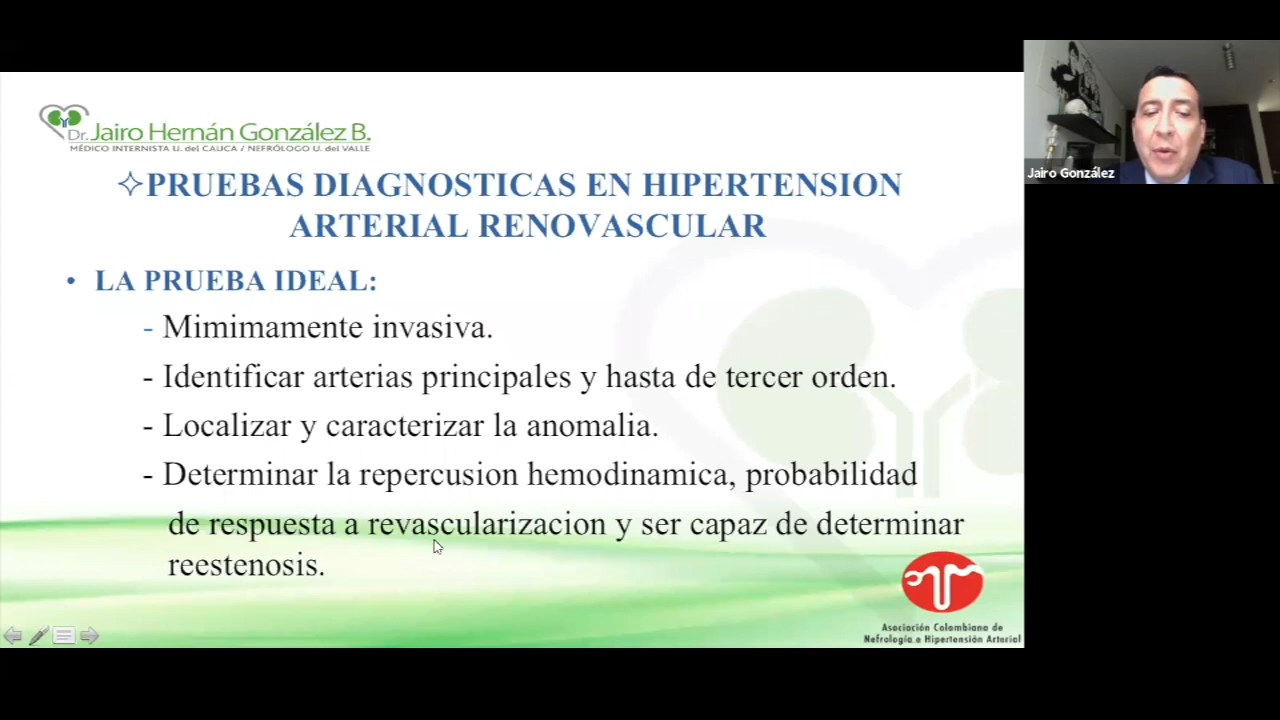 Dr. Jairo Hernán González B.
MÉDICO INTERNISTA U. del CAUCA / NEFRÓLOGO U. del VALLE
PRUEBAS DIAGNOSTICAS EN HIPERTENSION
ARTERIAL RENOVASCULAR
• LA PRUEBA IDEAL:
- Mimimamente invasiva.
- Identificar arterias principales y hasta de tercer orden.
- Localizar y caracterizar la anomalia.
- Determinar la repercusion hemodinamica, probabilidad
de respuesta a revascularizacion y ser capaz de determinar
reestenosis.
Asociación Colombiana de
Nefrología e Hipertensión Arterial
Jairo González